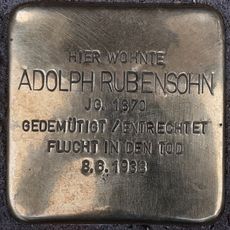 HIER WOHNTE
ADOLPH RUBENSOHN
JG. 1870
GEDEMÜTIGT / ENTRECHTET
FLUCHT IN DEN TOD
8.6.1938